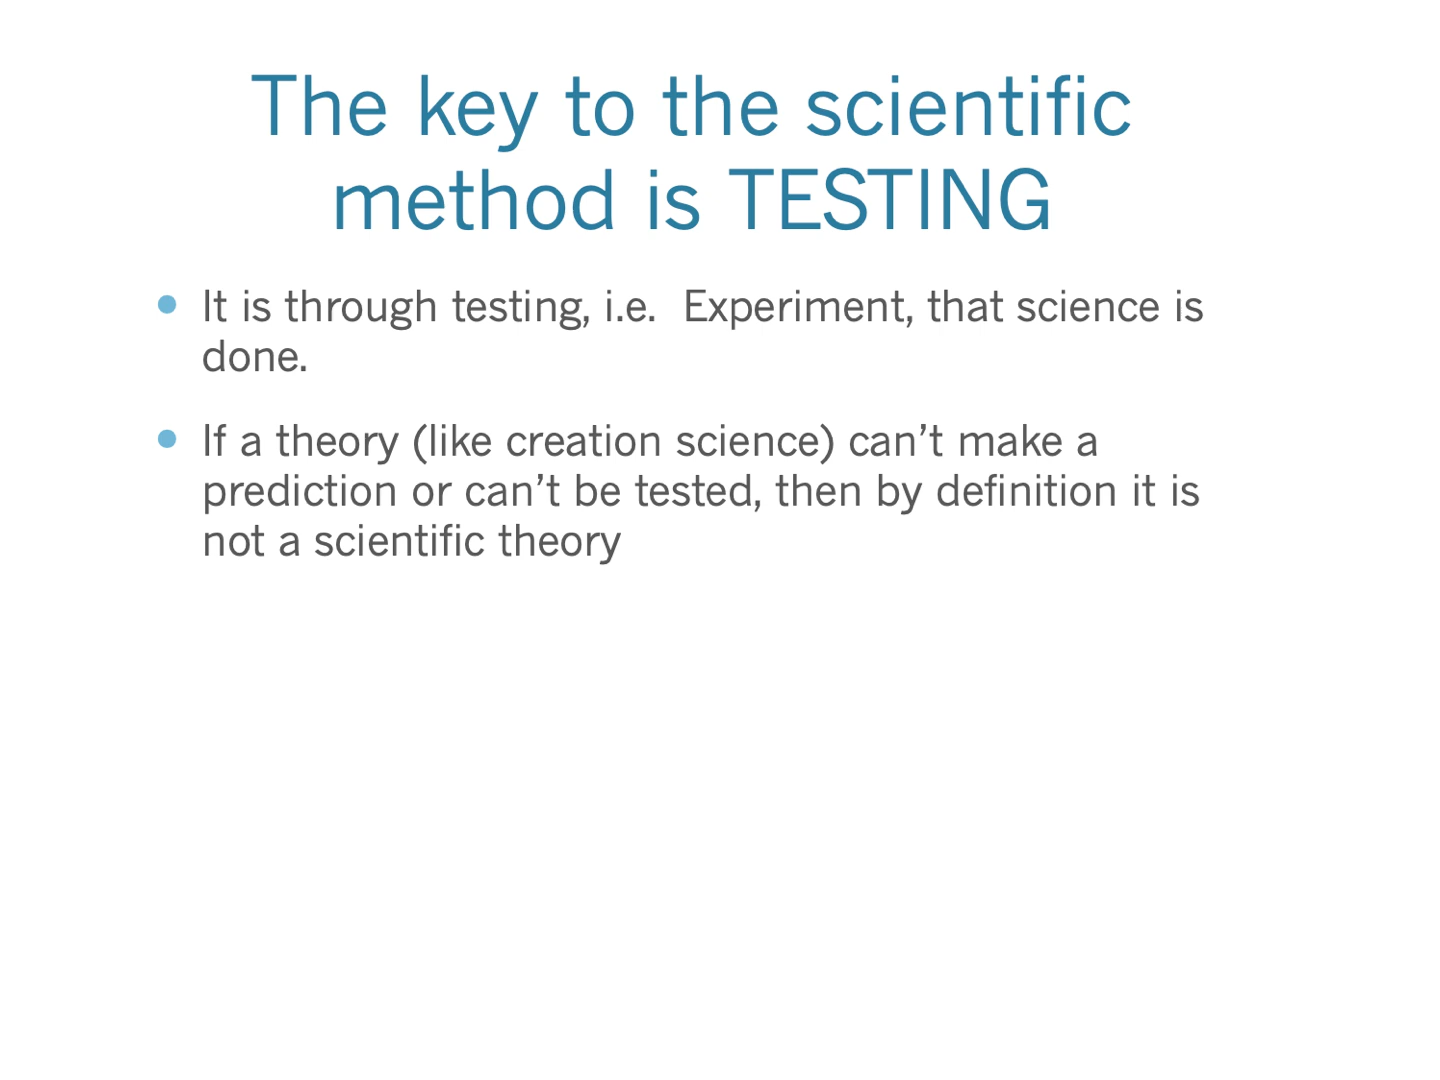 The key to the scientific
method is TESTING
• It is through testing, i.e.  Experiment, that science is
done.
• If a theory (like creation science) can’t make a
prediction or can’t be tested, then by definition it is
not a scientific theory